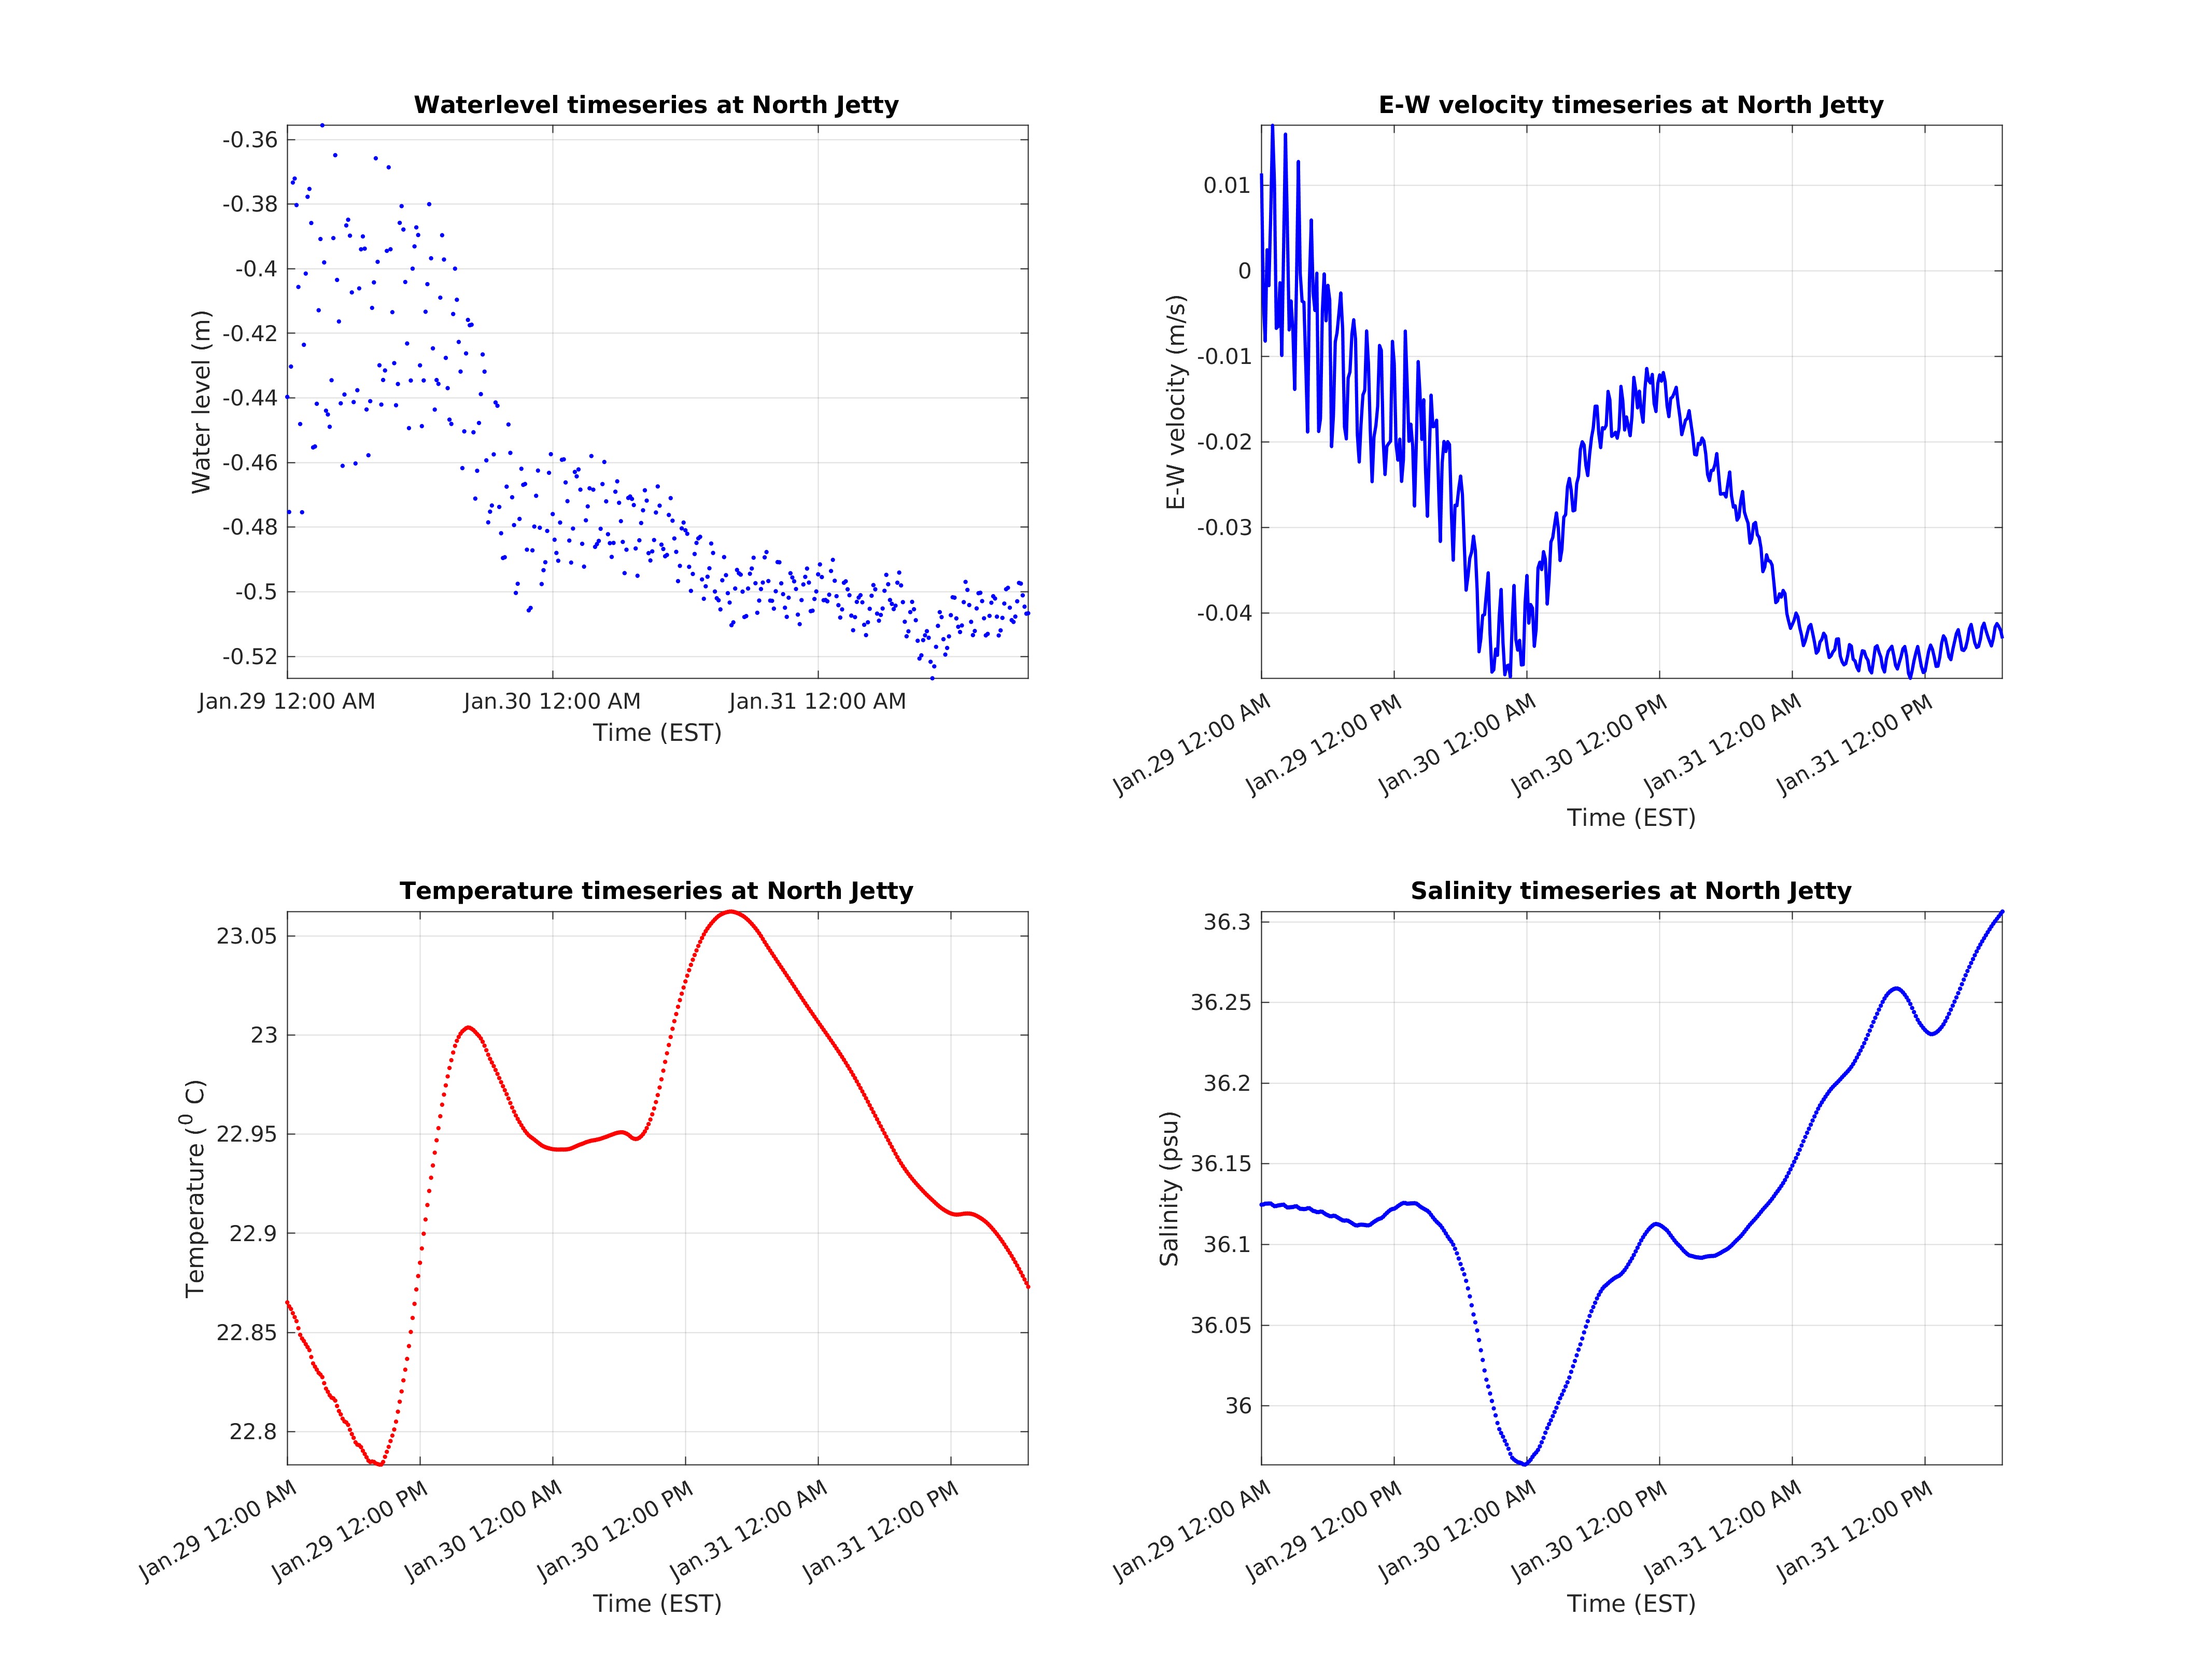 Waterlevel timeseries at North Jetty
-0.36
-0.38
-0.4
-0.42
-0.44
-0.46
-0.48
-0.5
-0.52
Water level (m)
Jan.29 12:00 AM
Jan.30 12:00 AM
Jan.31 12:00 AM
Time (EST)
E-W velocity timeseries at North Jetty
0.01
0
-0.01
-0.02
-0.03
-0.04
E-W velocity (m/s)
Jan.29 12:00 AM
Jan.29 12:00 PM
Jan.30 12:00 AM
Jan.30 12:00 PM
Jan.31 12:00 AM
Jan.31 12:00 PM
Time (EST)
Temperature timeseries at North Jetty
23.05
23
22.95
22.9
22.85
22.8
Temperature (⁰ C)
Jan.29 12:00 AM
Jan.29 12:00 PM
Jan.30 12:00 AM
Jan.30 12:00 PM
Jan.31 12:00 AM
Jan.31 12:00 PM
Time (EST)
Salinity timeseries at North Jetty
36.3
36.25
36.2
36.15
36.1
36.05
36
Salinity (psu)
Jan.29 12:00 AM
Jan.29 12:00 PM
Jan.30 12:00 AM
Jan.30 12:00 PM
Jan.31 12:00 AM
Jan.31 12:00 PM
Time (EST)